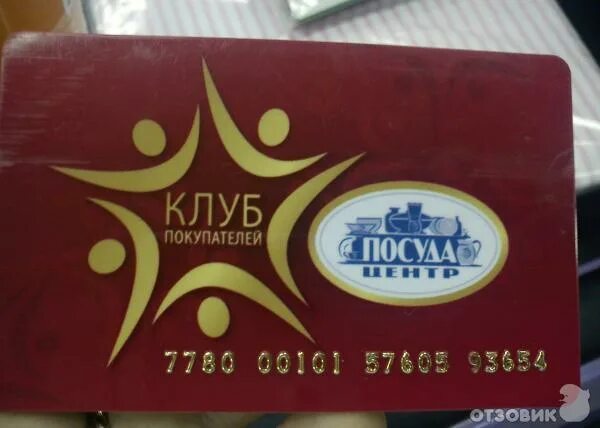 КЛУБ
ПОКУПАТЕЛЕЙ
ПОСУДА
ЦЕНТР
7780 00101 57605 93654
ОТЗОВИК